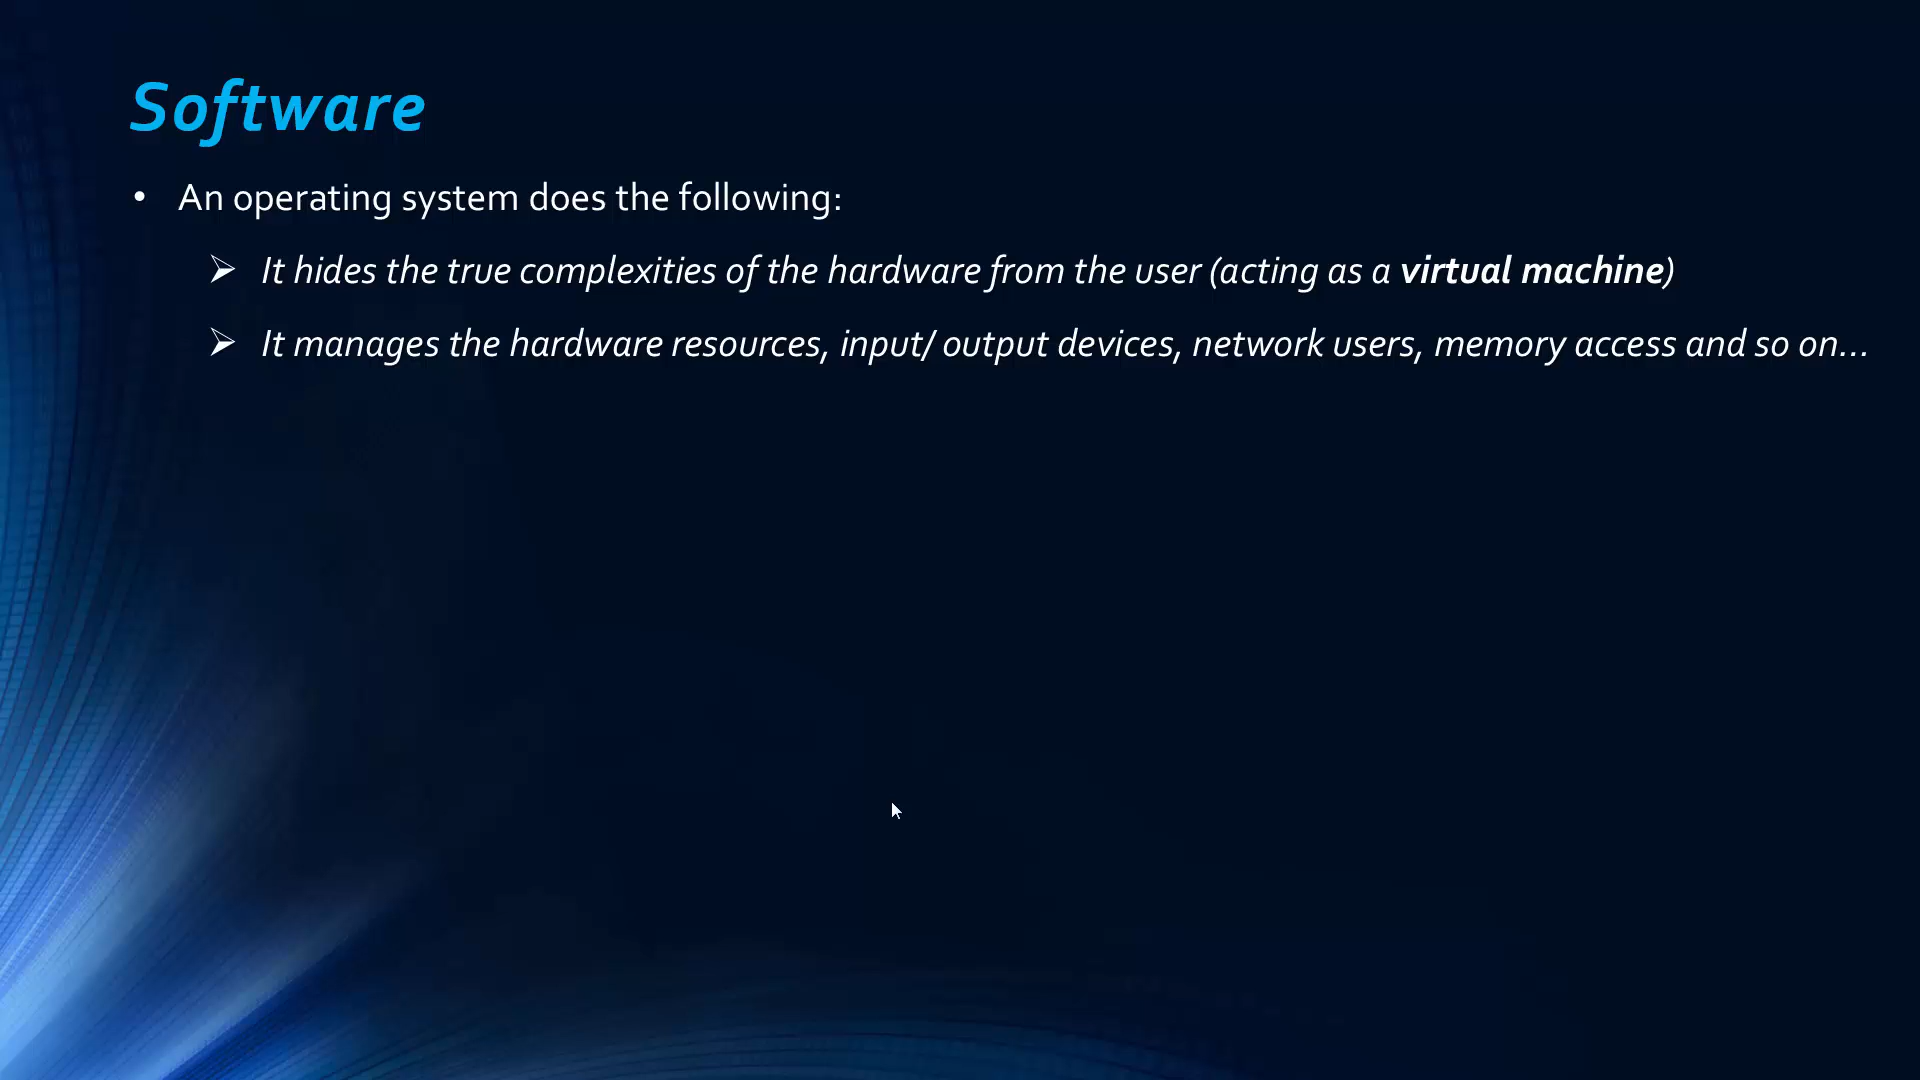 Software
• An operating system does the following:
➢ It hides the true complexities of the hardware from the user (acting as a virtual machine)
➢ It manages the hardware resources, input/ output devices, network users, memory access and so on…